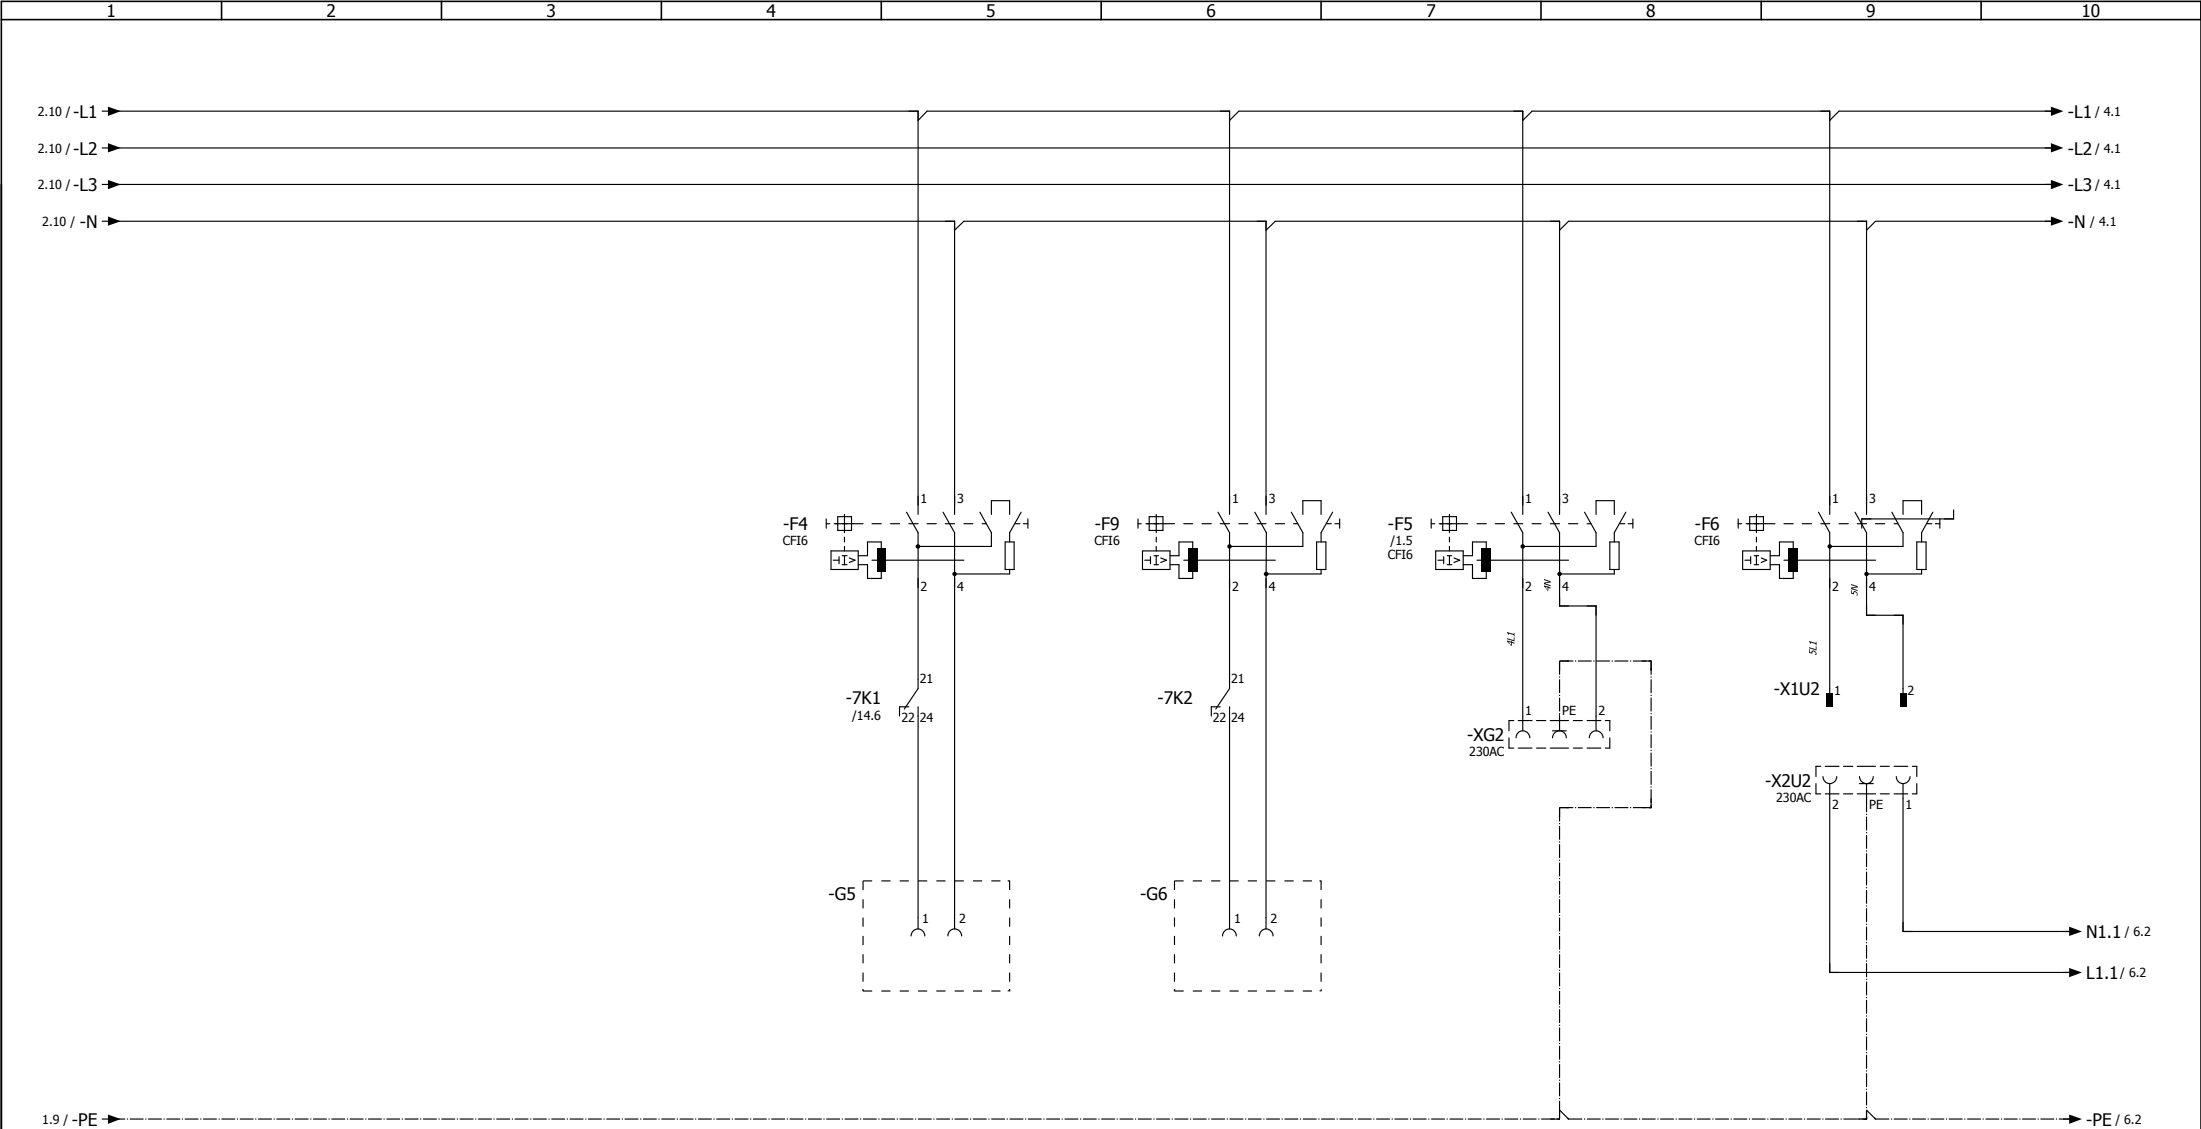 1 2 3 4 5 6 7 8 9 10
2.10 / -L1 -L1 / 4.1
2.10 / -L2 -L2 / 4.1
2.10 / -L3 -L3 / 4.1
2.10 / -N -N / 4.1
1 3 1 3 1 3 1 3
-F4 -F9 -F5 -F6
CFI6 CFI6 /1.5 CFI6
CFI6
I> I> I> I>
2 4 2 4 2 4N 4 2 5N 4
4L1 5L1
21 21
-7K1 -7K2 -X1U2 1 2
/14.6 22 24 22 24
1 PE 2
-XG2
230AC
-X2U2
230AC 2 PE 1
-G5 -G6
1 2 1 2
N1.1 / 6.2
L1.1 / 6.2
1.9 / -PE -PE / 6.2